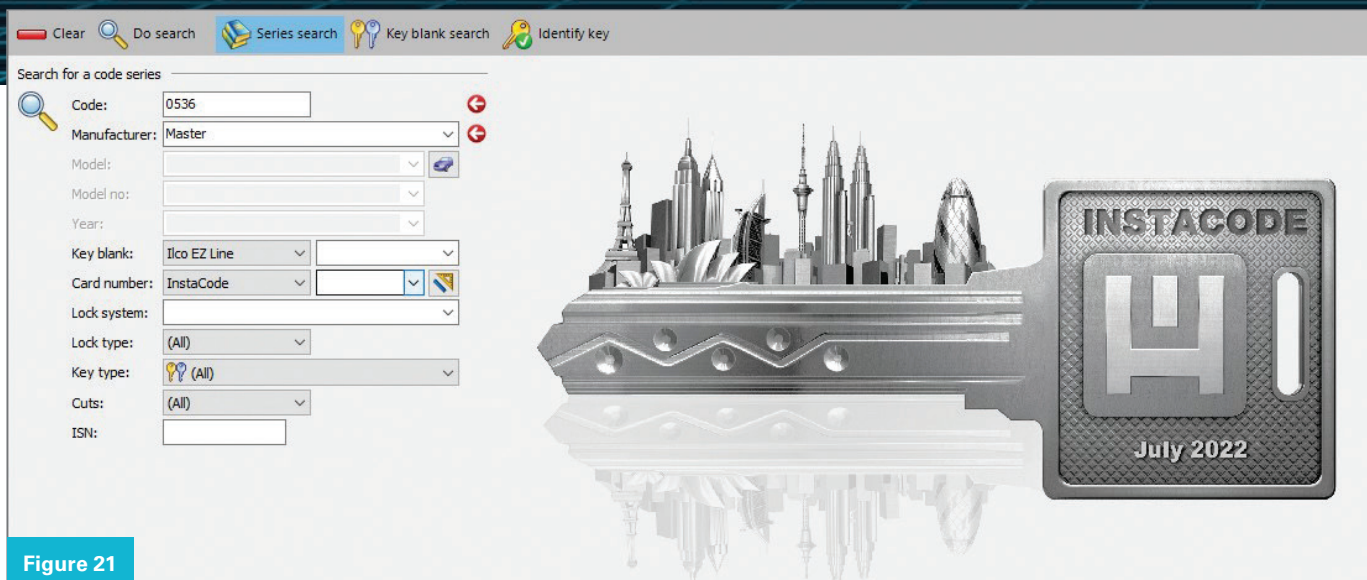 Clear Do search Series search Key blank search Identify key
Search for a code series
Code: 0536
Manufacturer: Master
Model:
Model no:
Year:
Key blank: Ilco EZ Line
Card number: InstaCode
Lock system:
Lock type: (All)
Key type: (All)
Cuts: (All)
ISN:
INSTACODE
July 2022
Figure 21